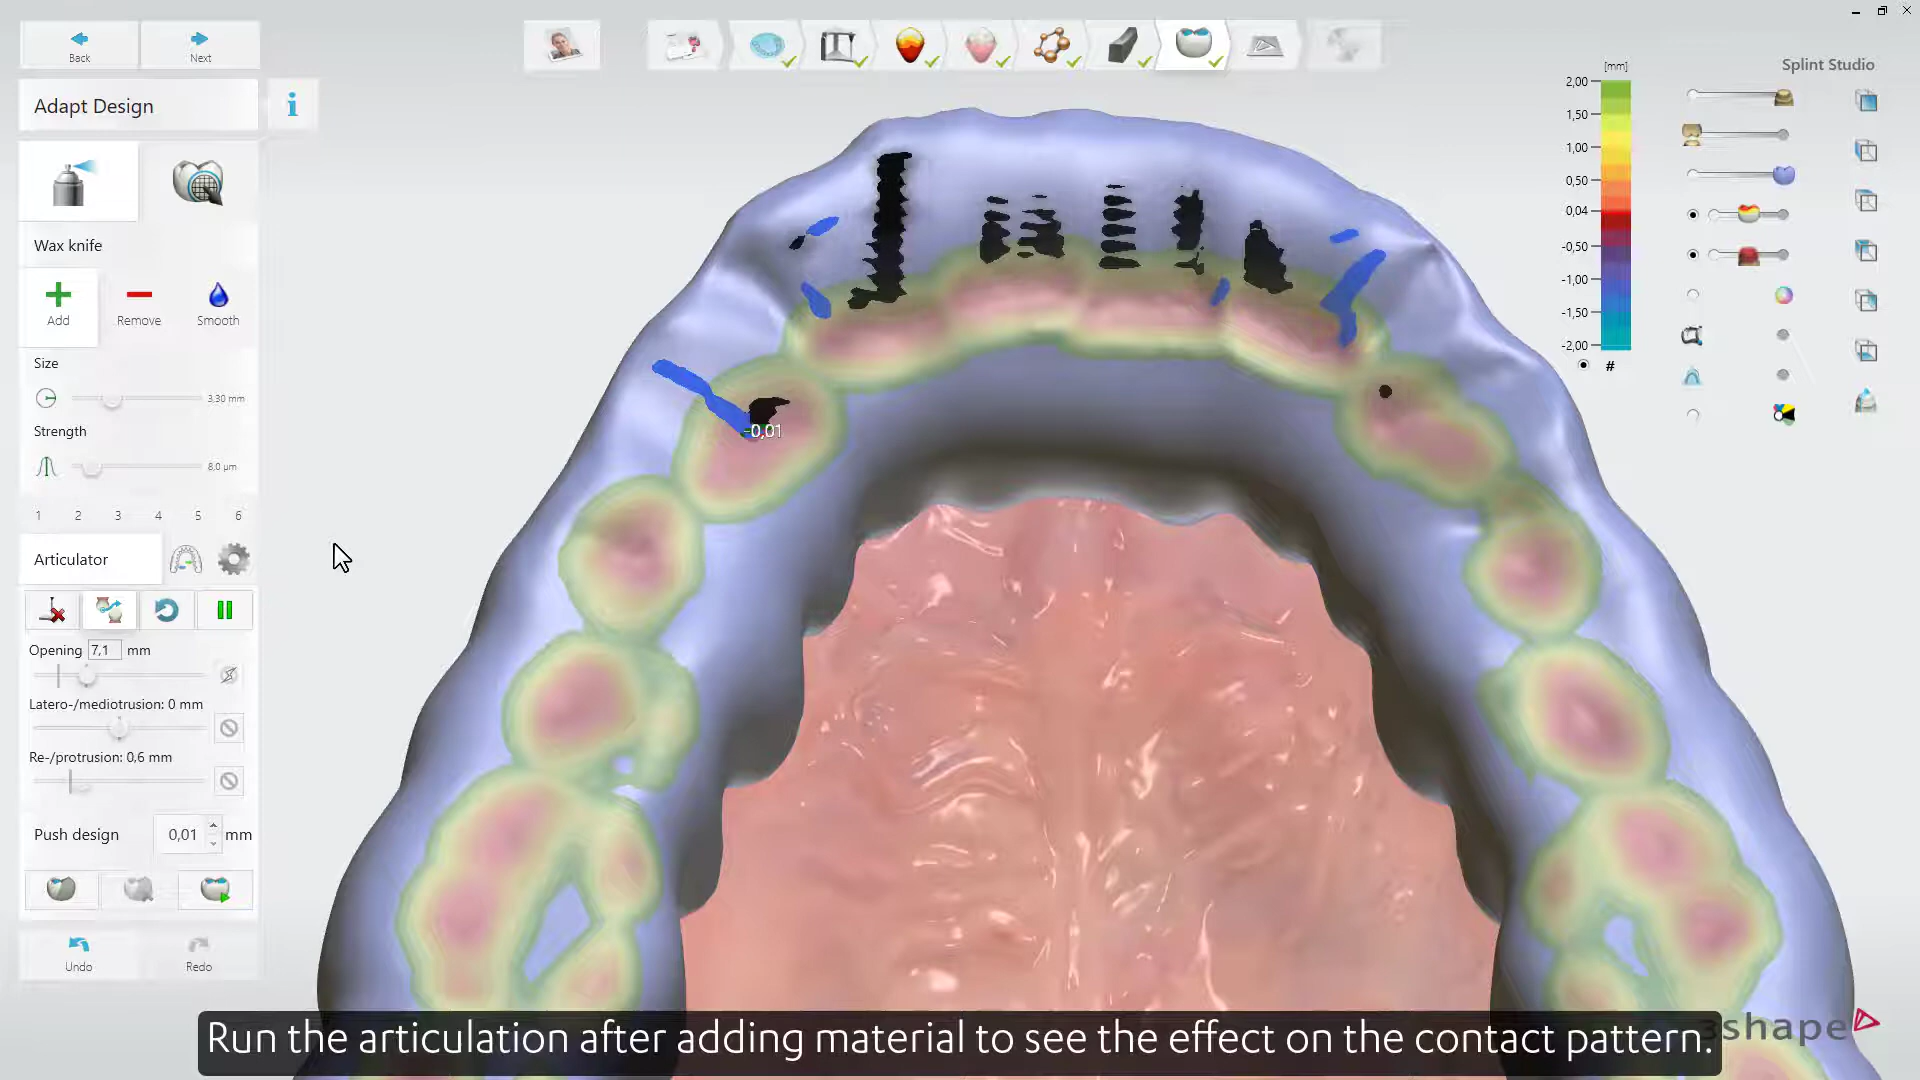 Back
Next
Adapt Design
i
Wax knife
Add
Remove
Smooth
Size
3,30 mm
Strength
8,0 µm
1 2 3 4 5 6
Articulator
Opening 7,1 mm
Latero-/mediotrusion: 0 mm
Re-/protrusion: 0,6 mm
Push design 0,01 mm
Undo
Redo
-0,01
[mm]
2,00
1,50
1,00
0,50
0,04
-0,50
-1,00
-1,50
-2,00
#
Splint Studio
Run the articulation after adding material to see the effect on the contact pattern.
3shape